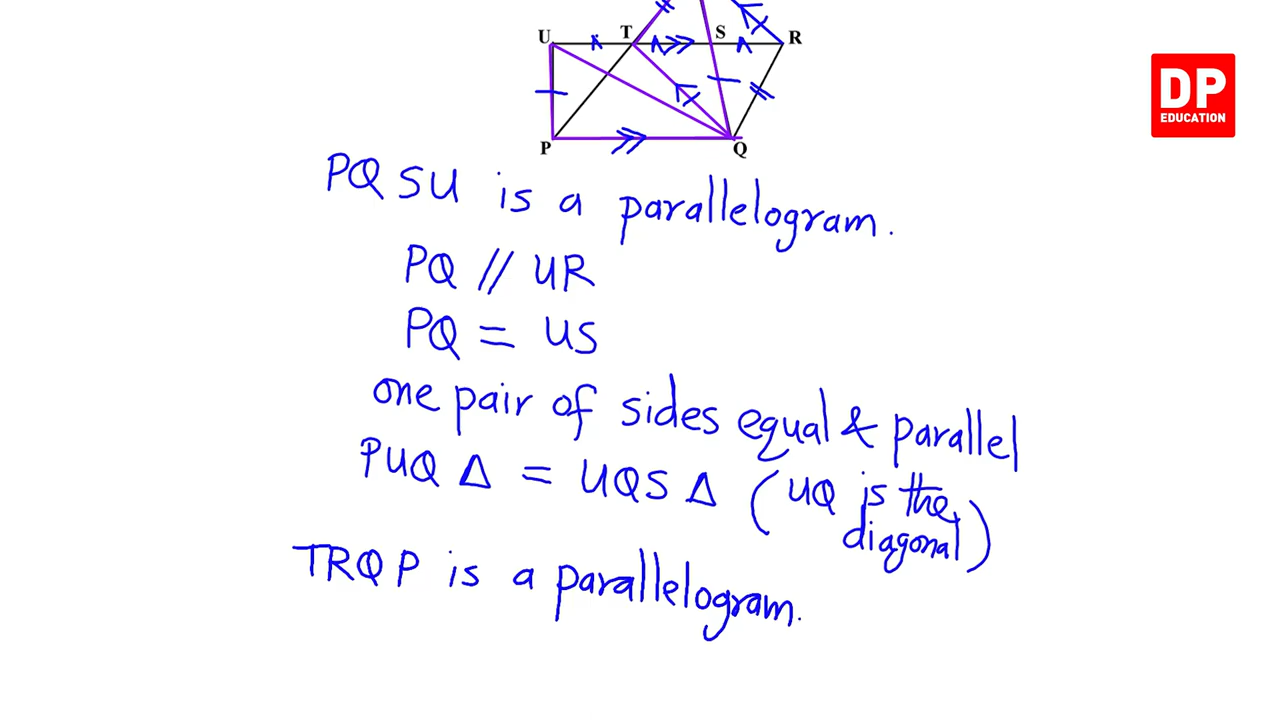 U T S R
DP
EDUCATION
P Q
PQSU is a parallelogram.
PQ // UR
PQ = US
one pair of sides equal & parallel
PUQ Δ = UQS Δ (UQ is the
diagonal)
TRQP is a parallelogram.